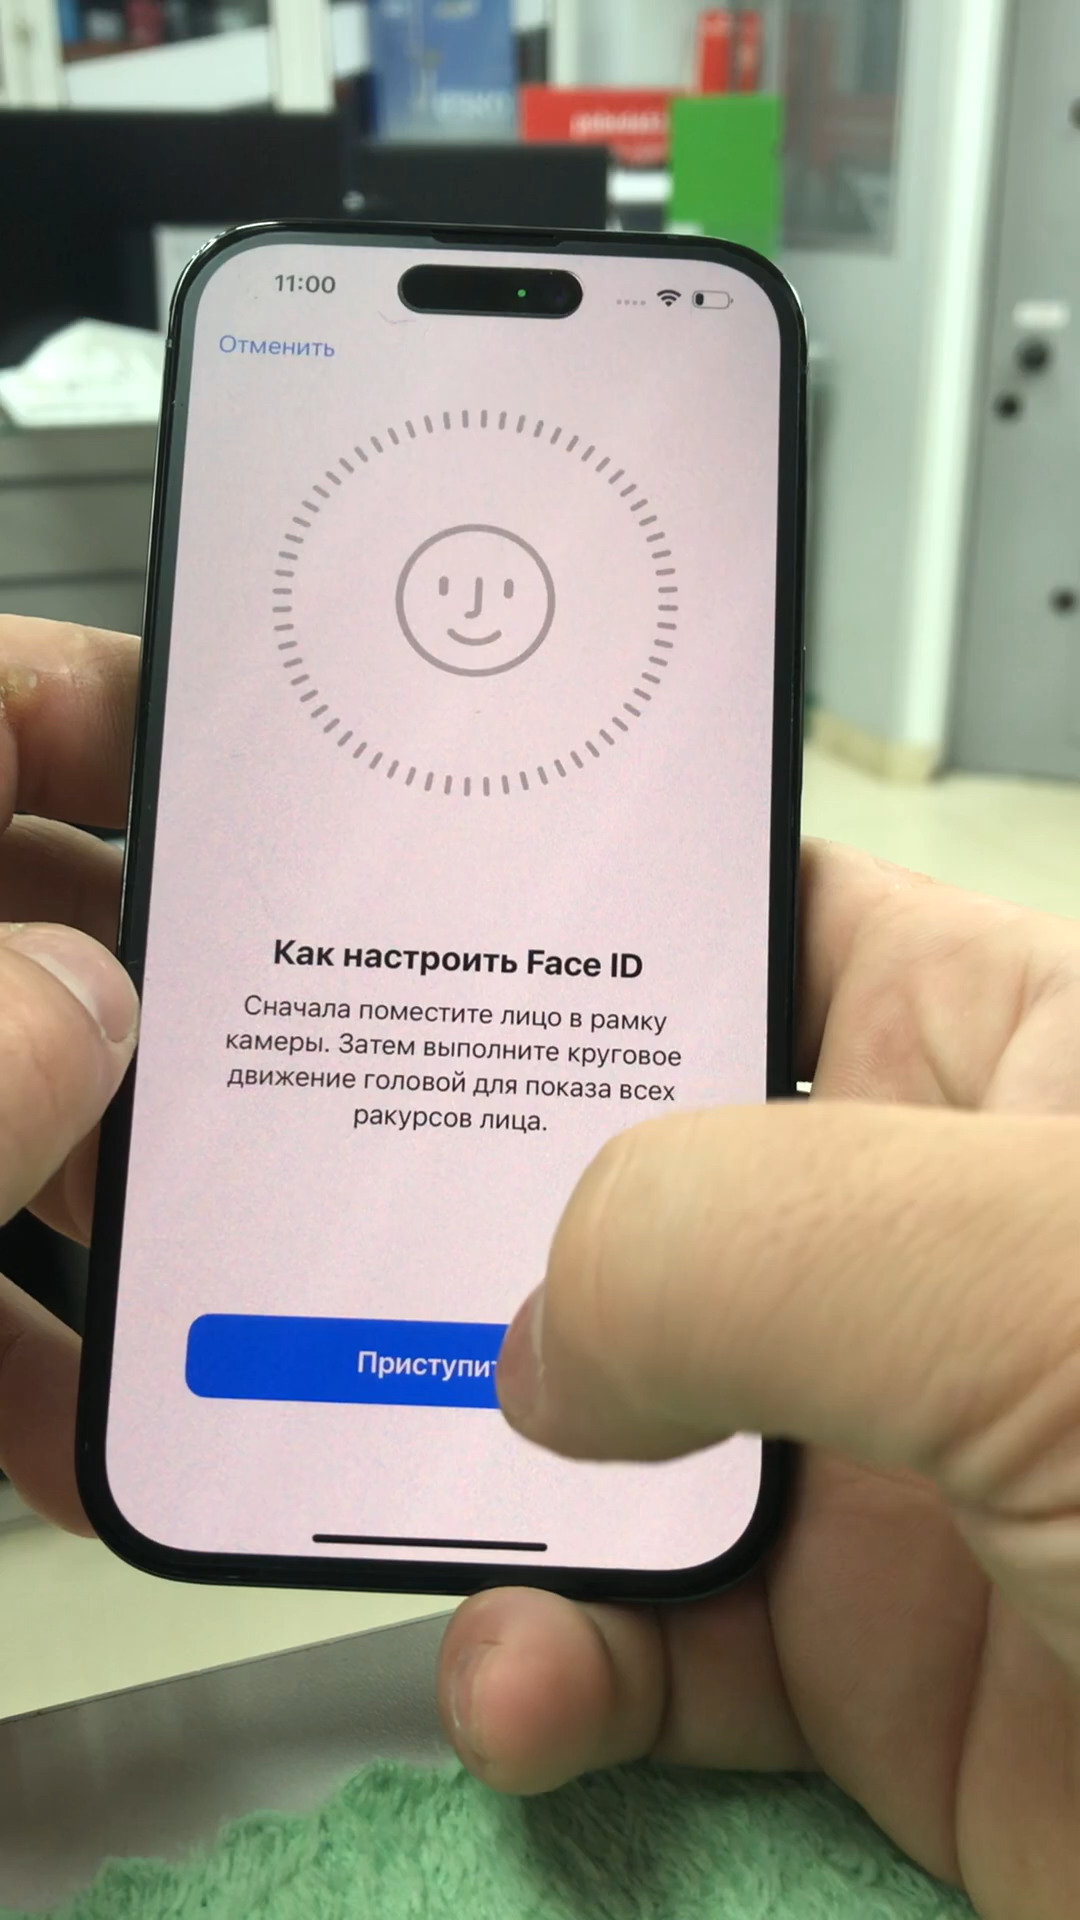 11:00
Отменить
Как настроить Face ID
Сначала поместите лицо в рамку
камеры. Затем выполните круговое
движение головой для показа всех
ракурсов лица.
Приступит